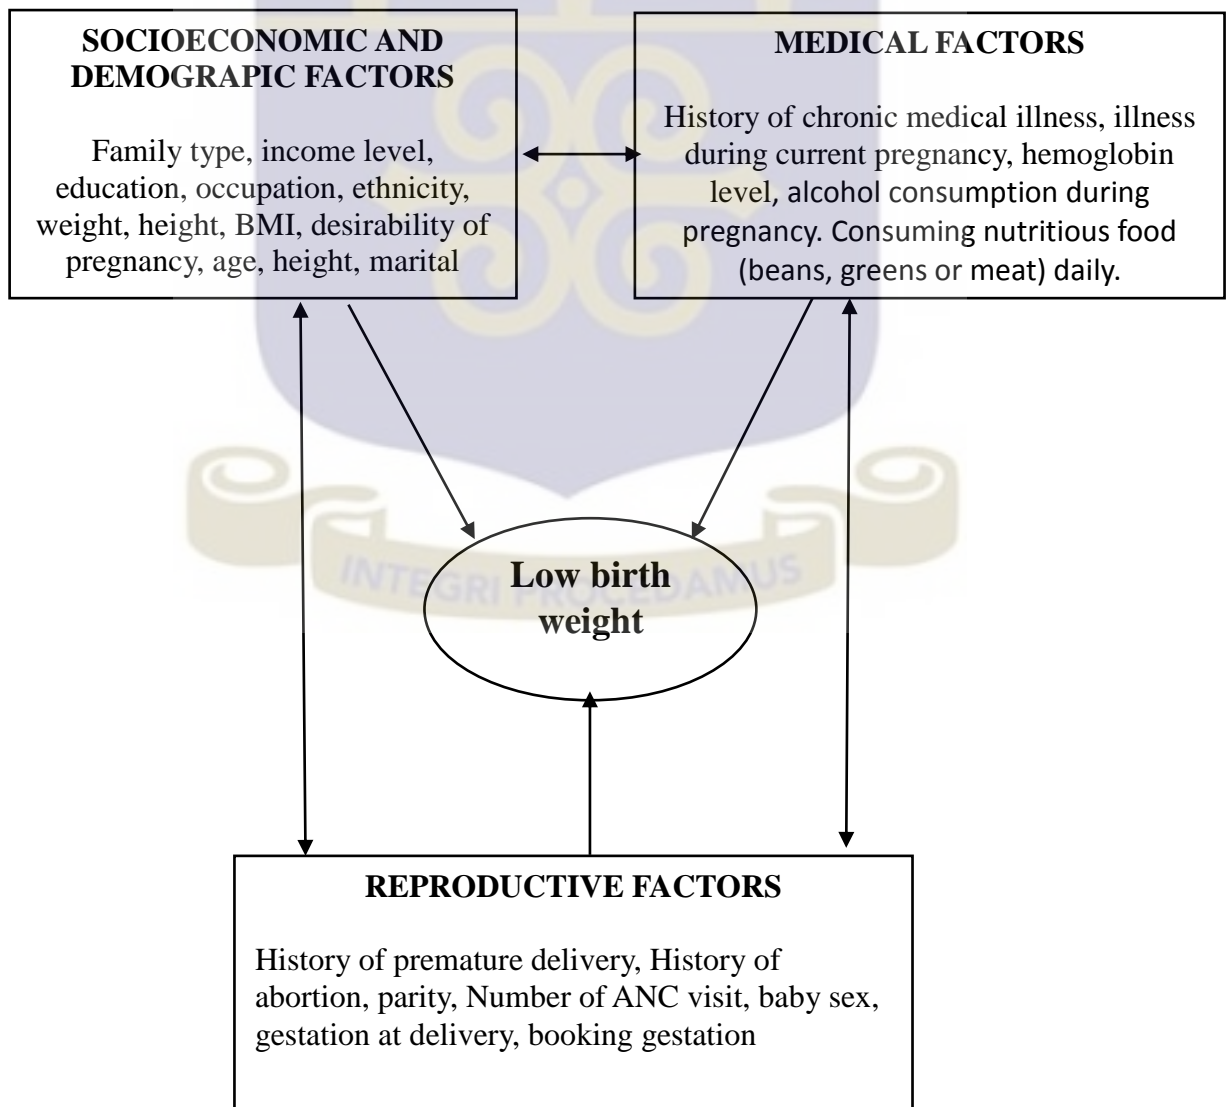 SOCIOECONOMIC AND
DEMOGRAPIC FACTORS
Family type, income level,
education, occupation, ethnicity,
weight, height, BMI, desirability of
pregnancy, age, height, marital
MEDICAL FACTORS
History of chronic medical illness, illness
during current pregnancy, hemoglobin
level, alcohol consumption during
pregnancy. Consuming nutritious food
(beans, greens or meat) daily.
INTEGRI PROCEDAMUS
Low birth
weight
REPRODUCTIVE FACTORS
History of premature delivery, History of
abortion, parity, Number of ANC visit, baby sex,
gestation at delivery, booking gestation